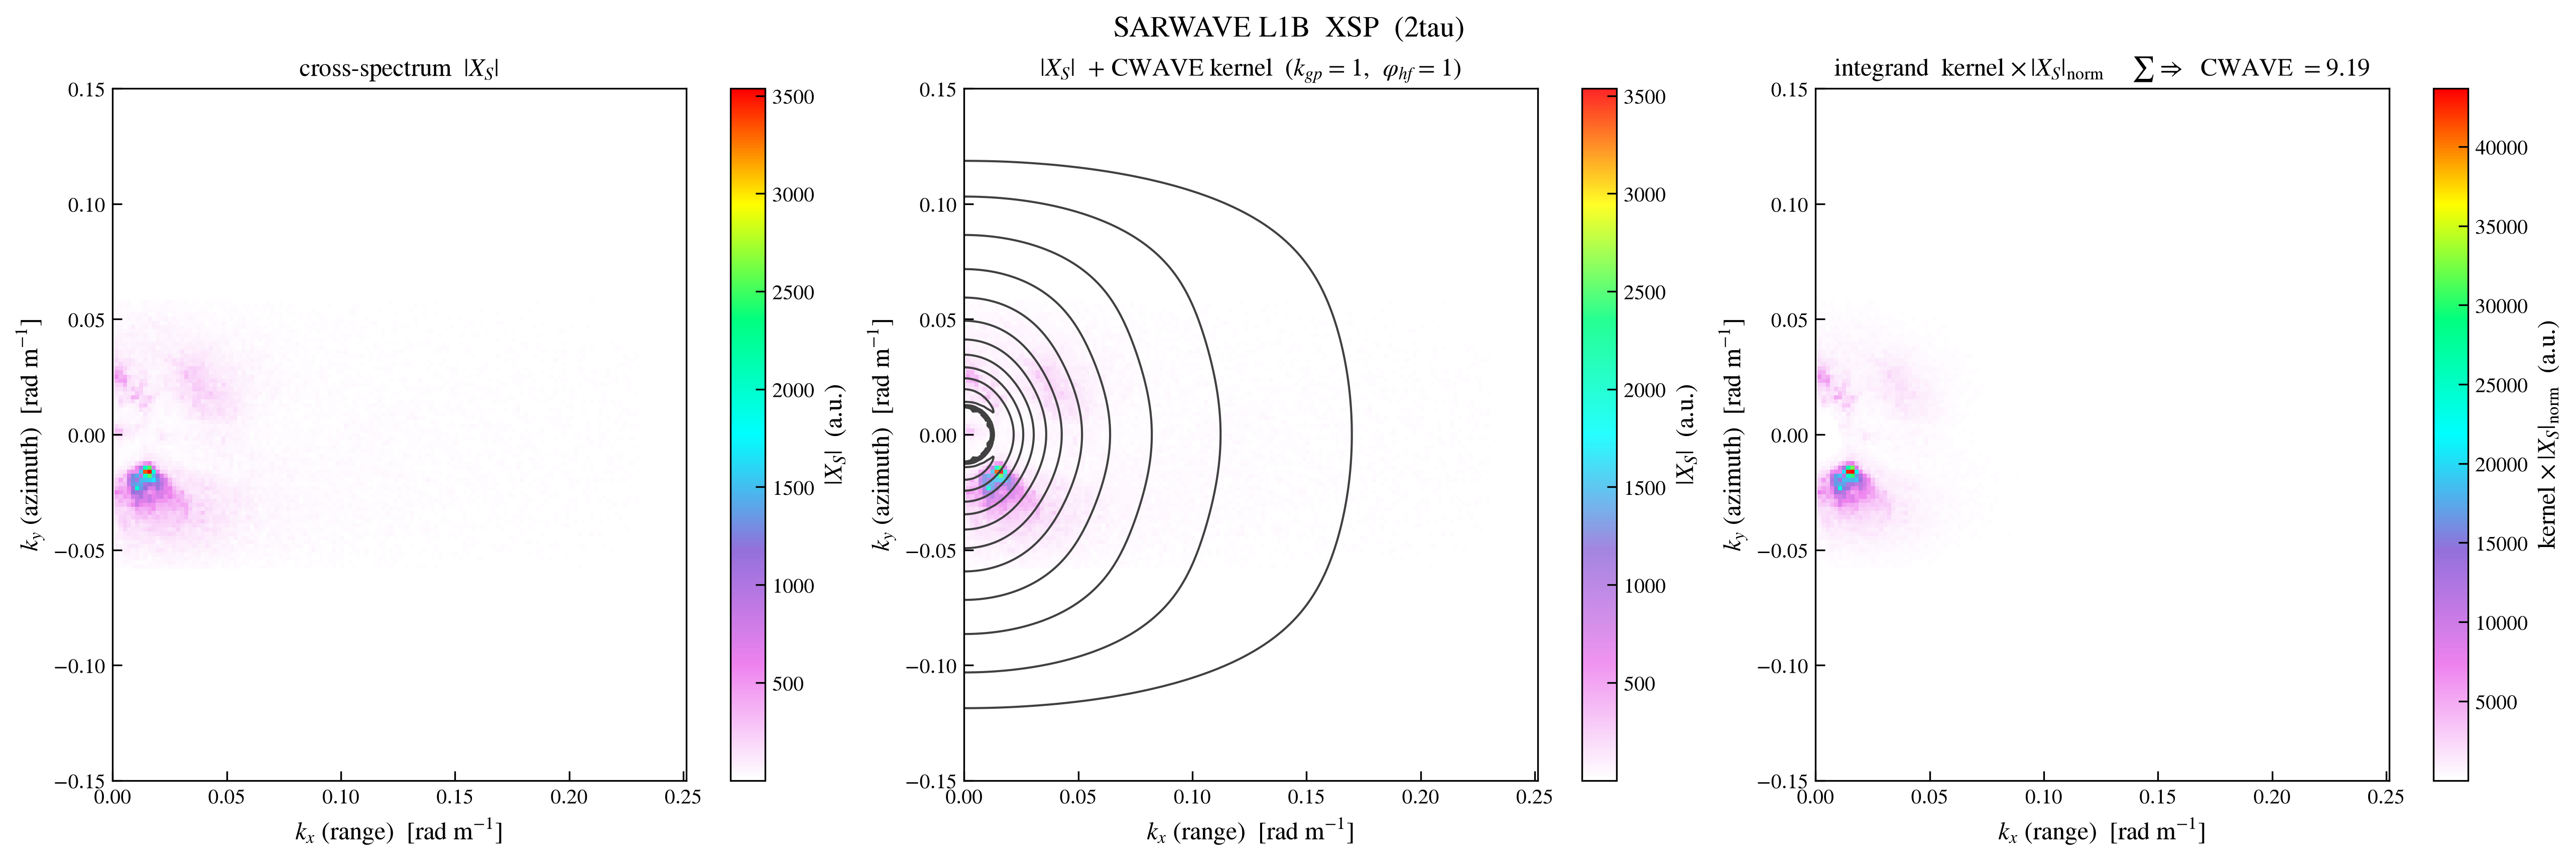 SARWAVE L1B XSP (2tau)
cross-spectrum |X_S|
0.15
0.10
0.05
0.00
−0.05
−0.10
−0.15
k_y (azimuth) [rad m⁻¹]
0.00 0.05 0.10 0.15 0.20 0.25
k_x (range) [rad m⁻¹]
3500
3000
2500
2000
1500
1000
500
|X_S| (a.u.)
|X_S| + CWAVE kernel (k_gp = 1, φ_hf = 1)
0.15
0.10
0.05
0.00
−0.05
−0.10
−0.15
k_y (azimuth) [rad m⁻¹]
0.00 0.05 0.10 0.15 0.20 0.25
k_x (range) [rad m⁻¹]
3500
3000
2500
2000
1500
1000
500
|X_S| (a.u.)
integrand kernel × |X_S|_norm ∑ ⇒ CWAVE = 9.19
0.15
0.10
0.05
0.00
−0.05
−0.10
−0.15
k_y (azimuth) [rad m⁻¹]
0.00 0.05 0.10 0.15 0.20 0.25
k_x (range) [rad m⁻¹]
40000
35000
30000
25000
20000
15000
10000
5000
kernel × |X_S|_norm (a.u.)